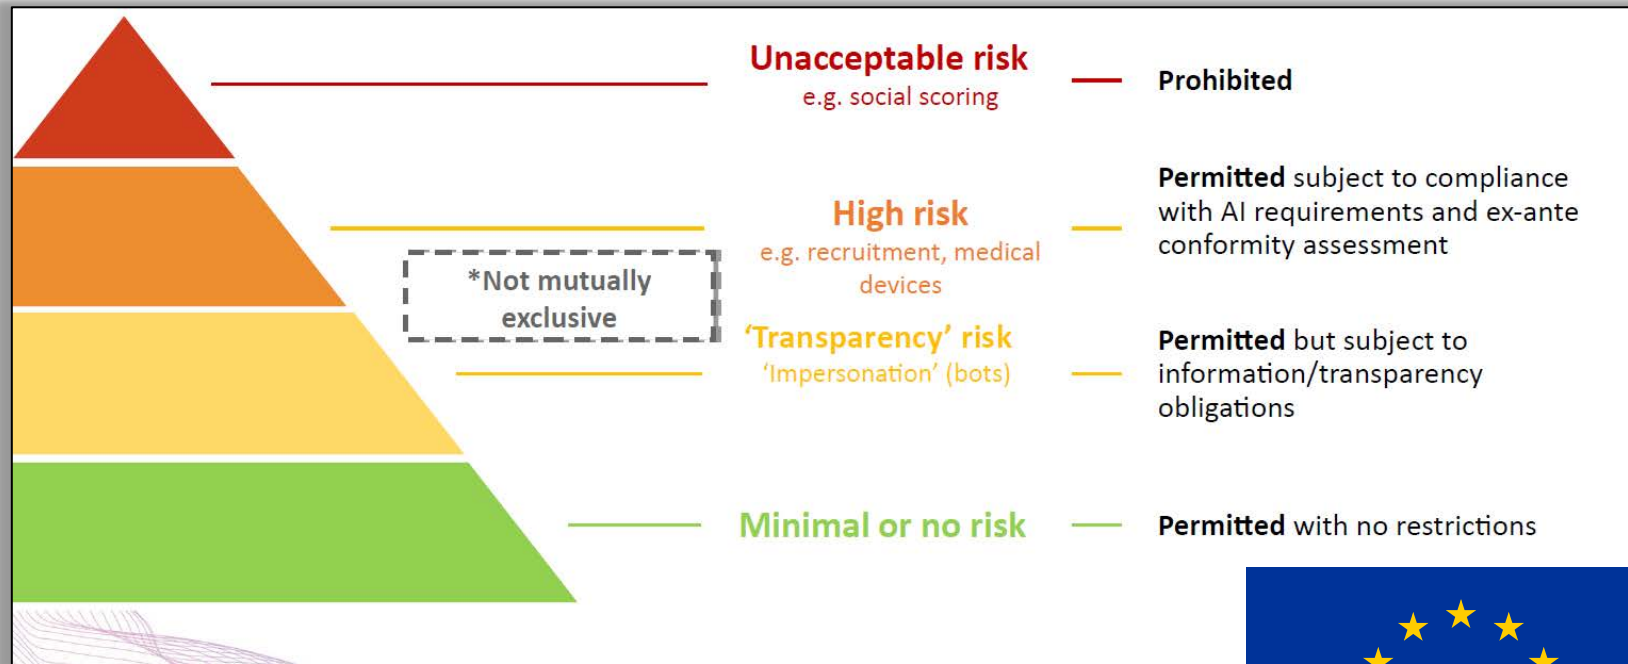 Unacceptable risk
e.g. social scoring
Prohibited
High risk
e.g. recruitment, medical
devices
Permitted subject to compliance
with AI requirements and ex-ante
conformity assessment
*Not mutually
exclusive
‘Transparency’ risk
‘Impersonation’ (bots)
Permitted but subject to
information/transparency
obligations
Minimal or no risk
Permitted with no restrictions